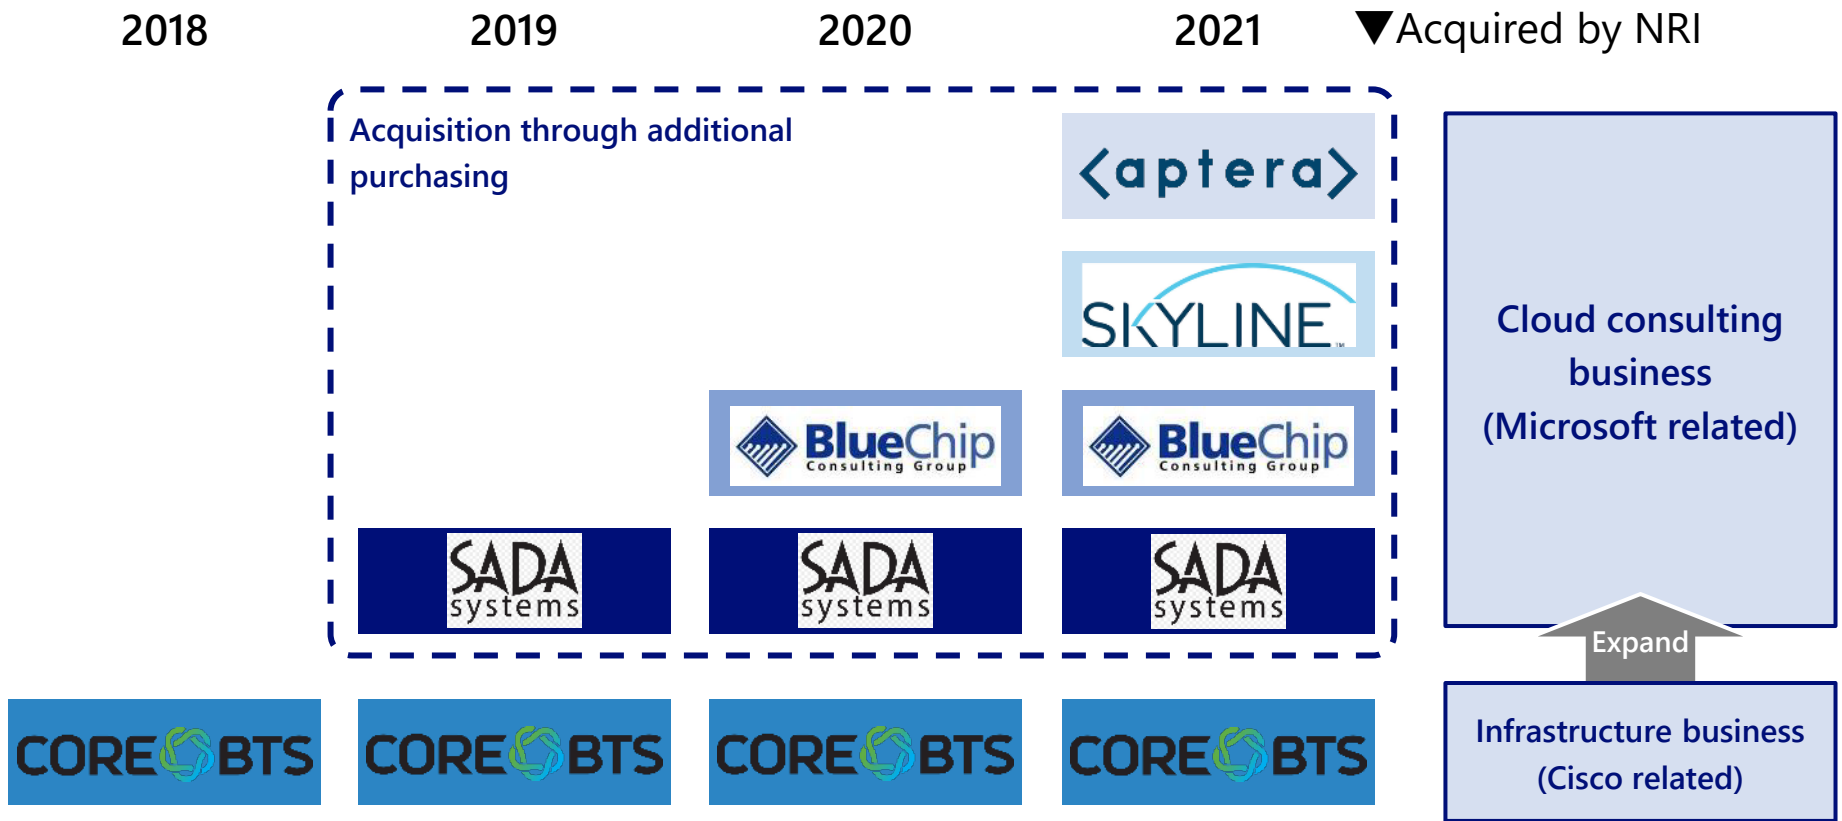 2018 2019 2020 2021 ▼Acquired by NRI
Acquisition through additional
purchasing
<aptera>
SKYLINE™
BlueChip
Consulting Group
BlueChip
Consulting Group
SADA
systems
SADA
systems
SADA
systems
CORE BTS
CORE BTS
CORE BTS
CORE BTS
Cloud consulting
business
(Microsoft related)
Expand
Infrastructure business
(Cisco related)